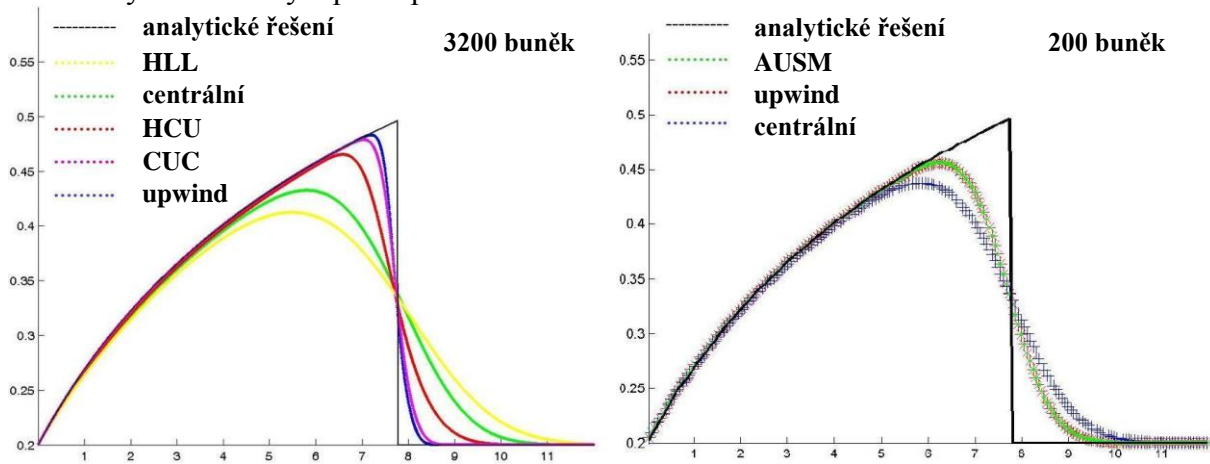 analytické řešení
HLL
3200 buněk
centrální
HCU
CUC
upwind
0.55
0.5
0.45
0.4
0.35
0.3
0.25
0.2
1 2 3 4 5 6 7 8 9 10 11
analytické řešení
200 buněk
AUSM
upwind
centrální
0.55
0.5
0.45
0.4
0.35
0.3
0.25
0.2
1 2 3 4 5 6 7 8 9 10 11